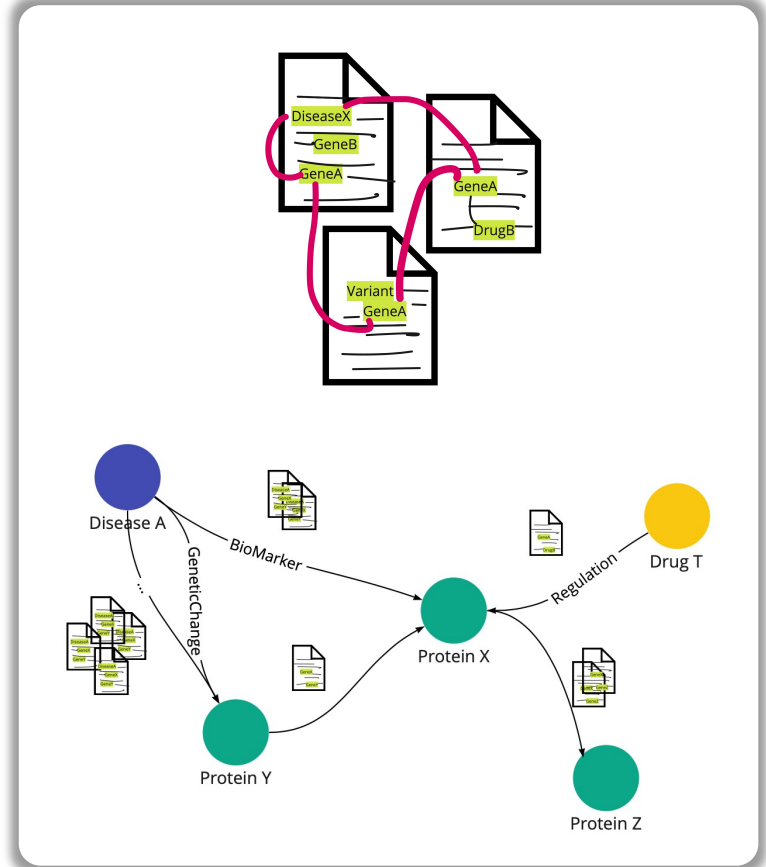 DiseaseX
GeneB
GeneA
GeneA
DrugB
Variant
GeneA
Disease A
BioMarker
GeneticChange
...
Drug T
Regulation
Protein X
Protein Y
Protein Z